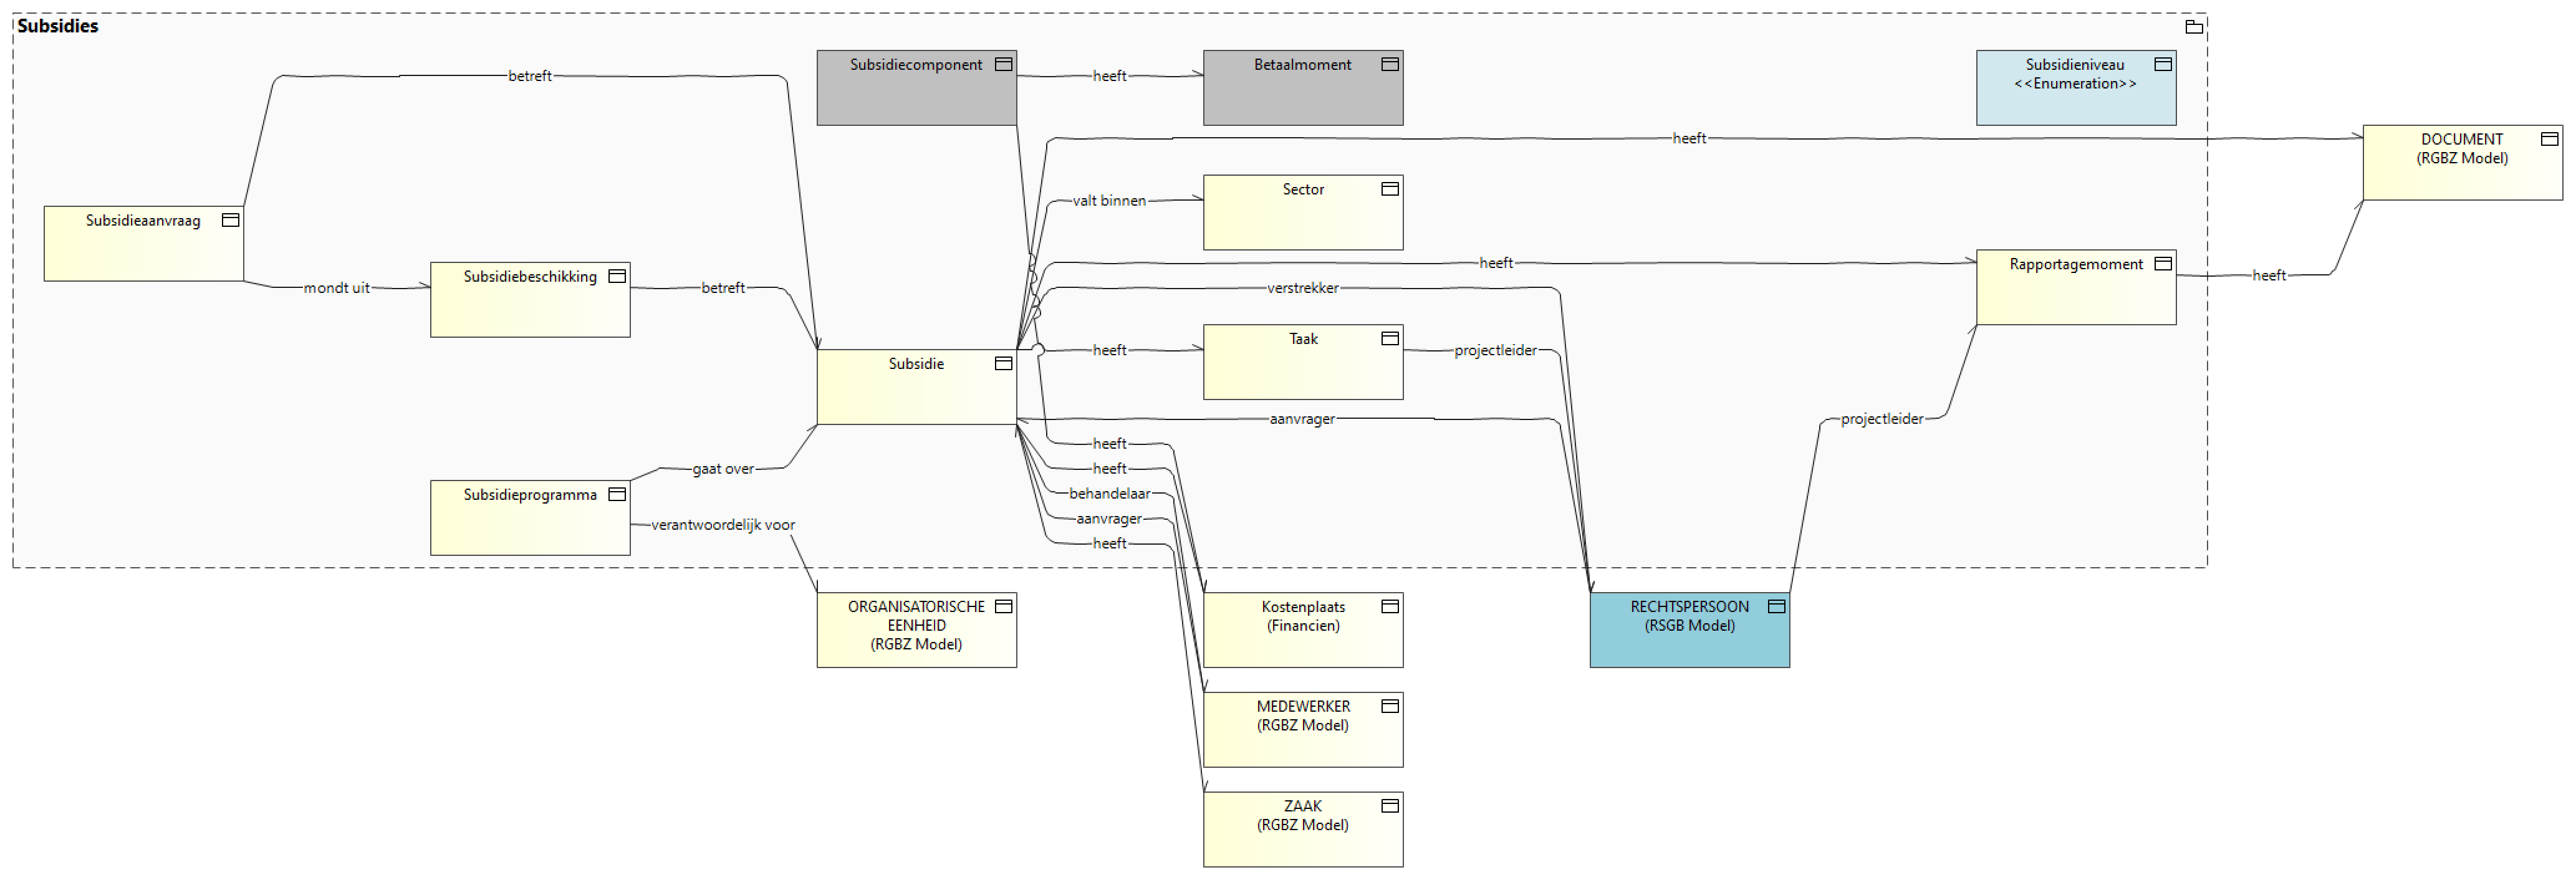 Subsidies
Subsidiecomponent
Betaalmoment
Subsidieniveau
<<Enumeration>>
betreft
heeft
heeft
DOCUMENT
(RGBZ Model)
Sector
valt binnen
Subsidieaanvraag
Rapportagemoment
heeft
heeft
Subsidiebeschikking
mondt uit
betreft
verstrekker
Taak
heeft
projectleider
Subsidie
aanvrager
projectleider
heeft
heeft
gaat over
Subsidieprogramma
behandelaar
aanvrager
verantwoordelijk voor
heeft
ORGANISATORISCHE
EENHEID
(RGBZ Model)
Kostenplaats
(Financien)
RECHTSPERSOON
(RSGB Model)
MEDEWERKER
(RGBZ Model)
ZAAK
(RGBZ Model)